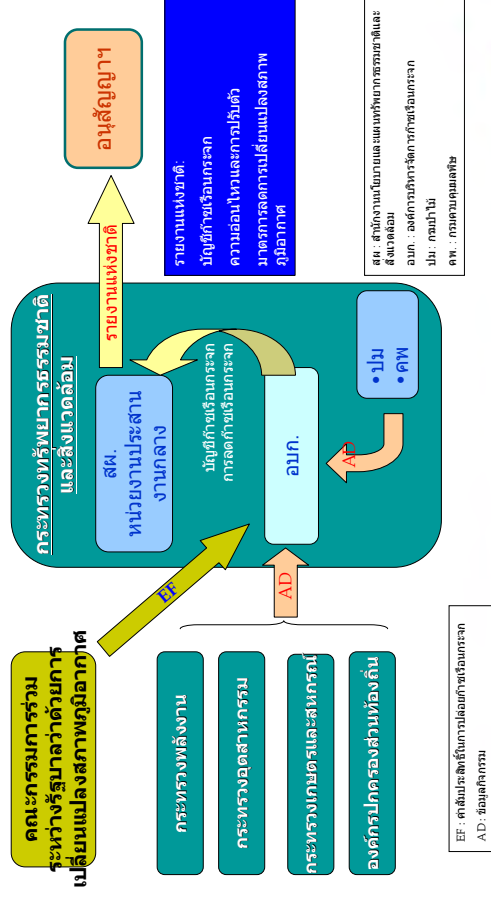 คณะกรรมการร่วม
ระหว่างรัฐบาลว่าด้วยการ
เปลี่ยนแปลงสภาพภูมิอากาศ
กระทรวงพลังงาน
กระทรวงอุตสาหกรรม
กระทรวงเกษตรและสหกรณ์
องค์กรปกครองส่วนท้องถิ่น
EF
AD
กระทรวงทรัพยากรธรรมชาติ
และสิ่งแวดล้อม
สผ.
หน่วยงานประสาน
งานกลาง
บัญชีก๊าซเรือนกระจก
การลดก๊าซเรือนกระจก
อบก.
AD
•ปม
•คพ
รายงานแห่งชาติ
อนุสัญญาฯ
รายงานแห่งชาติ:
บัญชีก๊าซเรือนกระจก
ความอ่อนไหวและการปรับตัว
มาตรการลดการเปลี่ยนแปลงสภาพ
ภูมิอากาศ
สผ : สำนักงานนโยบายและแผนทรัพยากรธรรมชาติและ
สิ่งแวดล้อม
อบก. : องค์การบริหารจัดการก๊าซเรือนกระจก
ปม : กรมป่าไม้
คพ. : กรมควบคุมมลพิษ
EF : ค่าสัมประสิทธิ์ในการปล่อยก๊าซเรือนกระจก
AD: ข้อมูลกิจกรรม